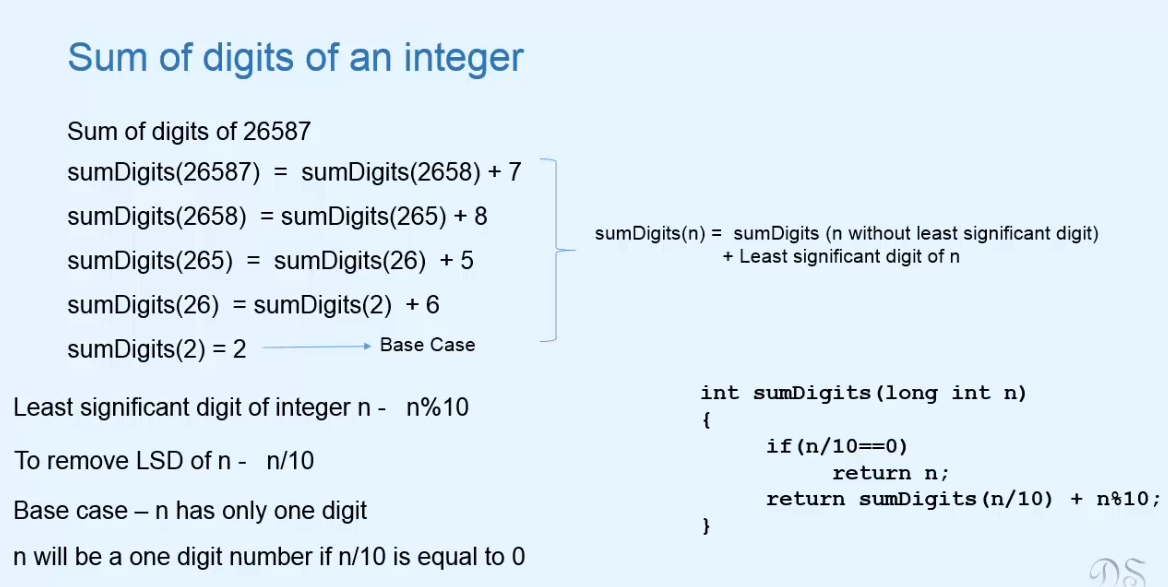 Sum of digits of an integer
Sum of digits of 26587
sumDigits(26587) = sumDigits(2658) + 7
sumDigits(2658) = sumDigits(265) + 8
sumDigits(265) = sumDigits(26) + 5
sumDigits(26) = sumDigits(2) + 6
sumDigits(2) = 2
Base Case
sumDigits(n) = sumDigits (n without least significant digit)
+ Least significant digit of n
Least significant digit of integer n - n%10
To remove LSD of n - n/10
Base case – n has only one digit
n will be a one digit number if n/10 is equal to 0
int sumDigits(long int n)
{
if(n/10==0)
return n;
return sumDigits(n/10) + n%10;
}
DS